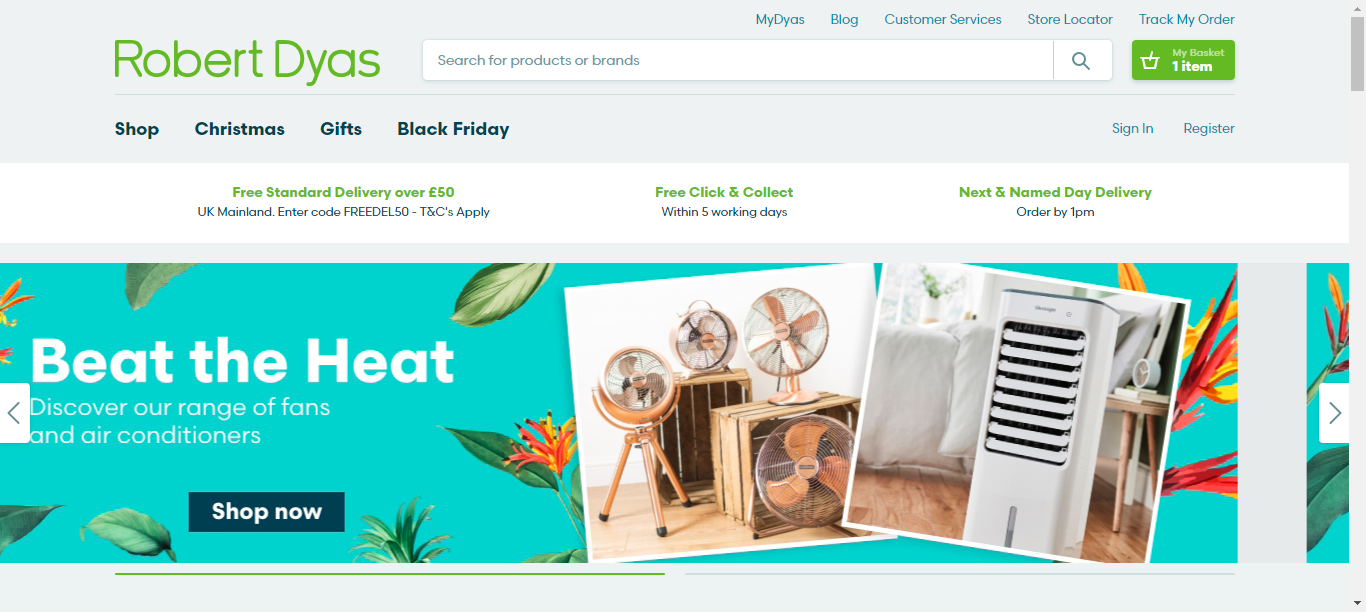 MyDyas Blog Customer Services Store Locator Track My Order
Robert Dyas
Search for products or brands
My Basket
1 item
Shop Christmas Gifts Black Friday
Sign In Register
Free Standard Delivery over £50
UK Mainland. Enter code FREEDEL50 - T&C's Apply
Free Click & Collect
Within 5 working days
Next & Named Day Delivery
Order by 1pm
Beat the Heat
Discover our range of fans
and air conditioners
Shop now